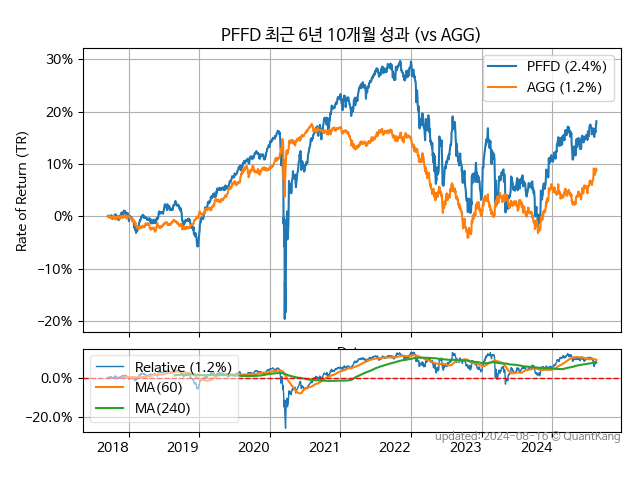 PFFD 최근 6년 10개월 성과 (vs AGG)
30%
20%
10%
0%
−10%
−20%
Rate of Return (TR)
PFFD (2.4%)
AGG (1.2%)
0.0%
−20.0%
Relative (1.2%)
MA(60)
MA(240)
2018
2019
2020
2021
2022
2023
2024
updated: 2024-08-16 © QuantKang